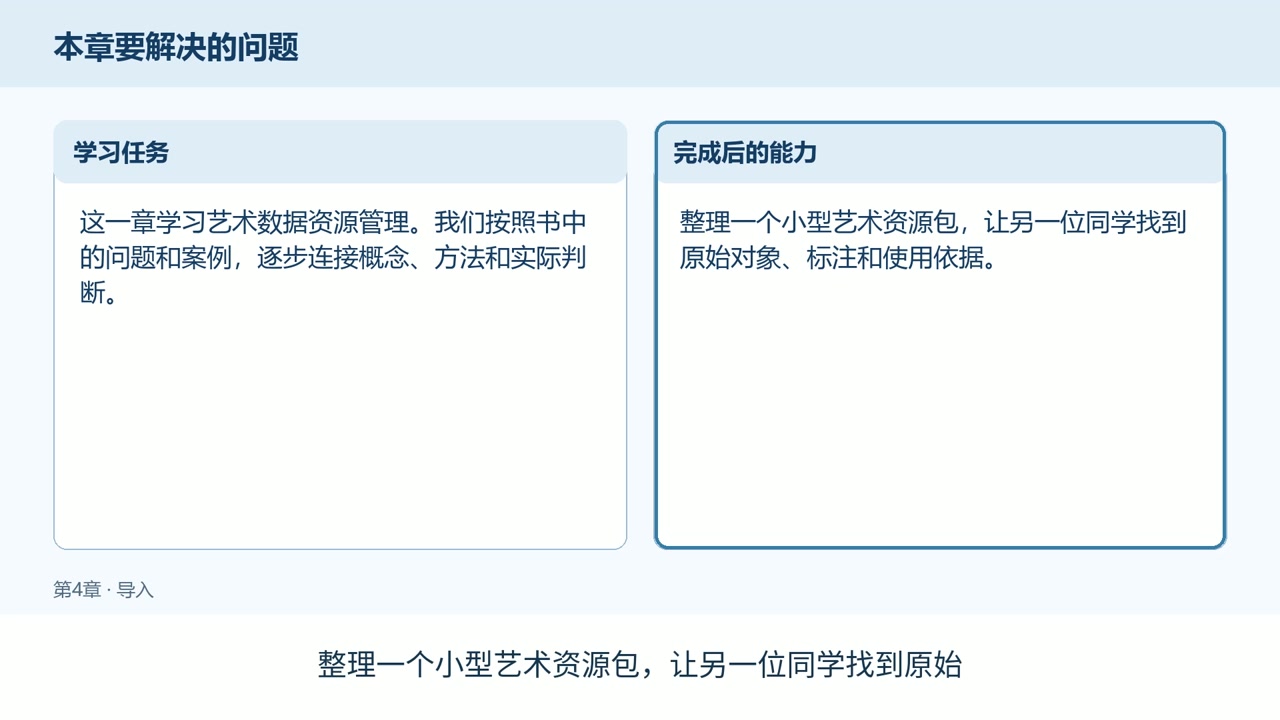 本章要解决的问题
学习任务
这一章学习艺术数据资源管理。我们按照书中
的问题和案例，逐步连接概念、方法和实际判
断。
完成后的能力
整理一个小型艺术资源包，让另一位同学找到
原始对象、标注和使用依据。
第4章 · 导入
整理一个小型艺术资源包，让另一位同学找到原始